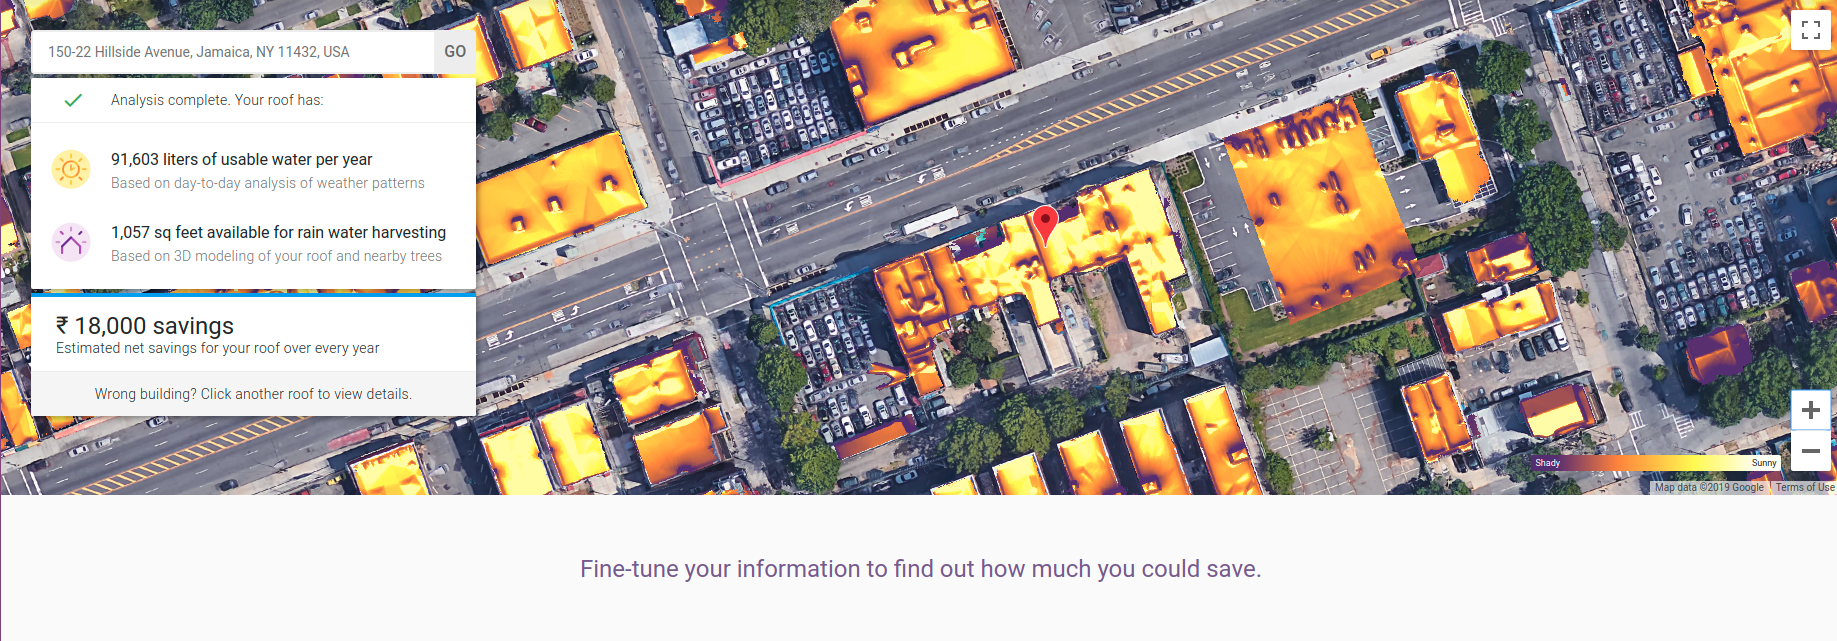 150-22 Hillside Avenue, Jamaica, NY 11432, USA
GO
Analysis complete. Your roof has:
91,603 liters of usable water per year
Based on day-to-day analysis of weather patterns
1,057 sq feet available for rain water harvesting
Based on 3D modeling of your roof and nearby trees
₹ 18,000 savings
Estimated net savings for your roof over every year
Wrong building? Click another roof to view details.
Shady
Sunny
Map data ©2019 Google
Terms of Use
Fine-tune your information to find out how much you could save.